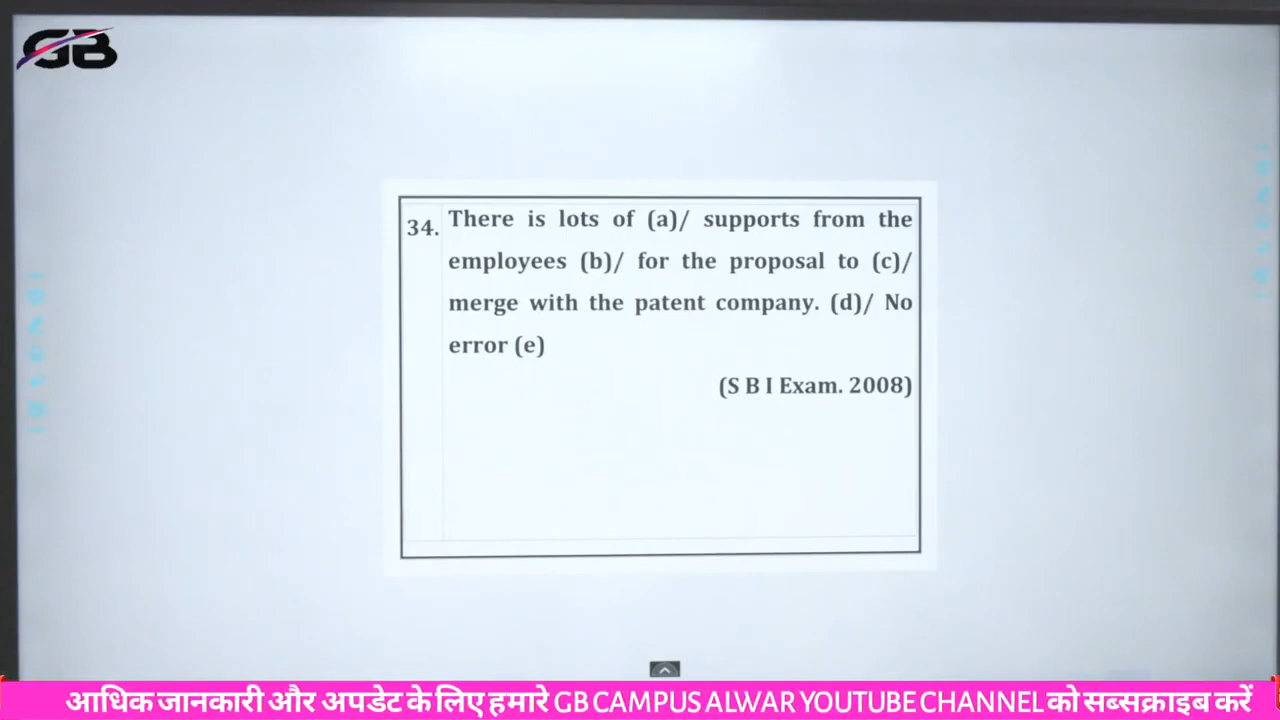 GB
34. There is lots of (a)/ supports from the
employees (b)/ for the proposal to (c)/
merge with the patent company. (d)/ No
error (e)
(S B I Exam. 2008)
आधिक जानकारी और अपडेट के लिए हमारे GB CAMPUS ALWAR YOUTUBE CHANNEL को सब्सक्राइब करें